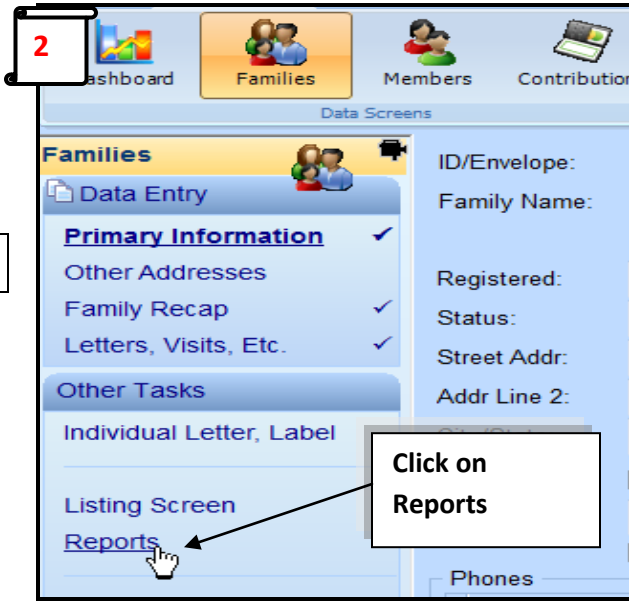 2
Dashboard Families Members Contribution
Data Screens
Families
Data Entry
Primary Information ✓
Other Addresses
Family Recap ✓
Letters, Visits, Etc. ✓
Other Tasks
Individual Letter, Label
Listing Screen
Reports
ID/Envelope:
Family Name:
Registered:
Status:
Street Addr:
Addr Line 2:
Click on
Reports
Phones